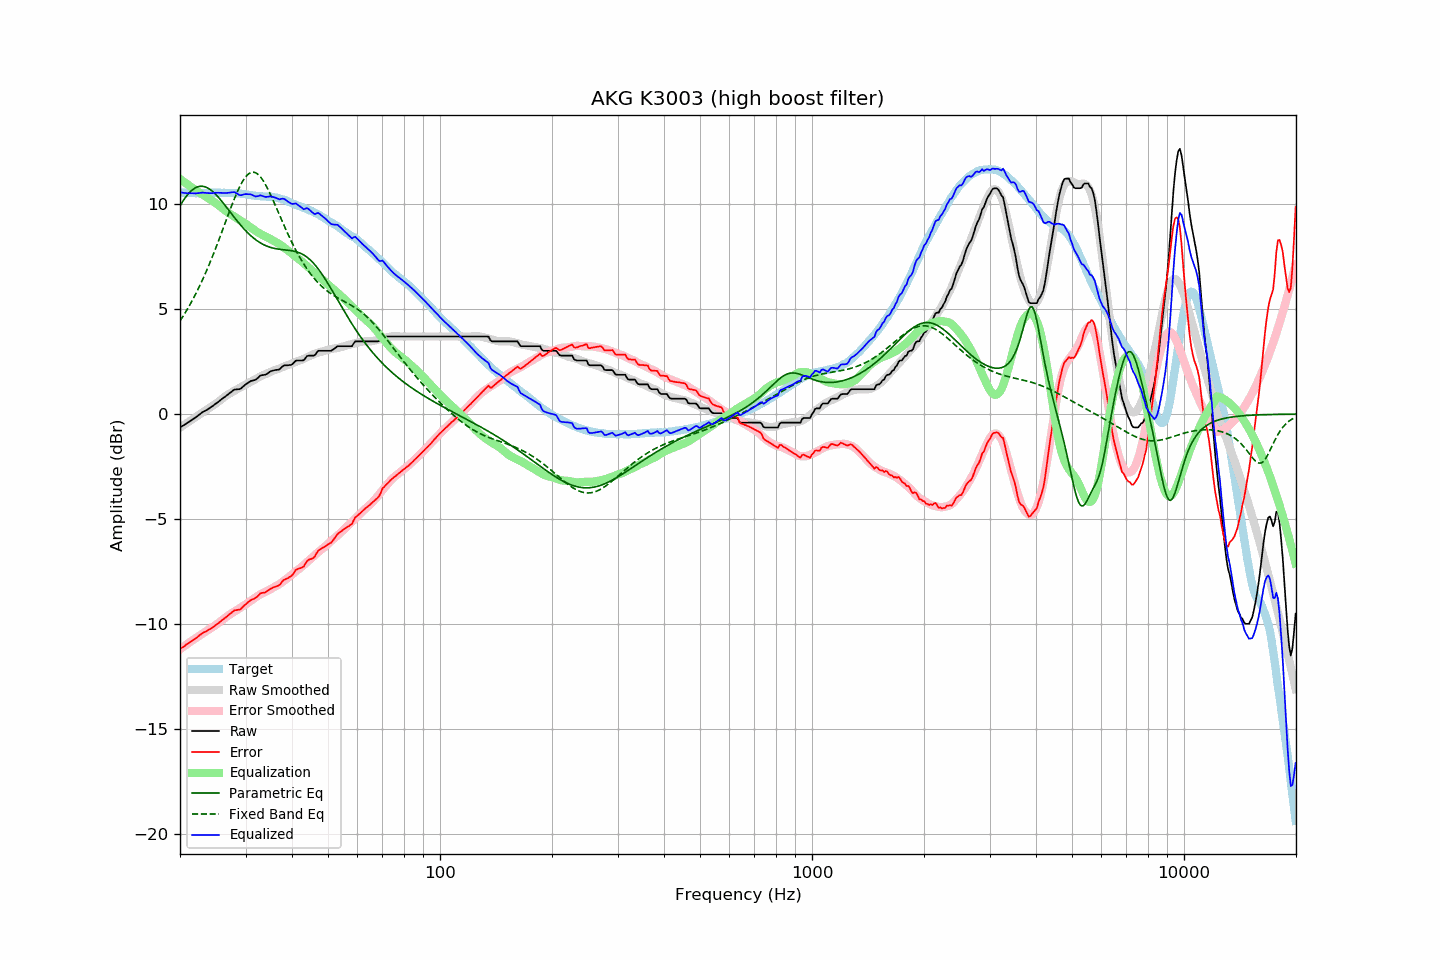 AKG K3003 (high boost filter)
Amplitude (dBr)
10
5
0
−5
−10
−15
−20
Target
Raw Smoothed
Error Smoothed
Raw
Error
Equalization
Parametric Eq
Fixed Band Eq
Equalized
100
1000
10000
Frequency (Hz)